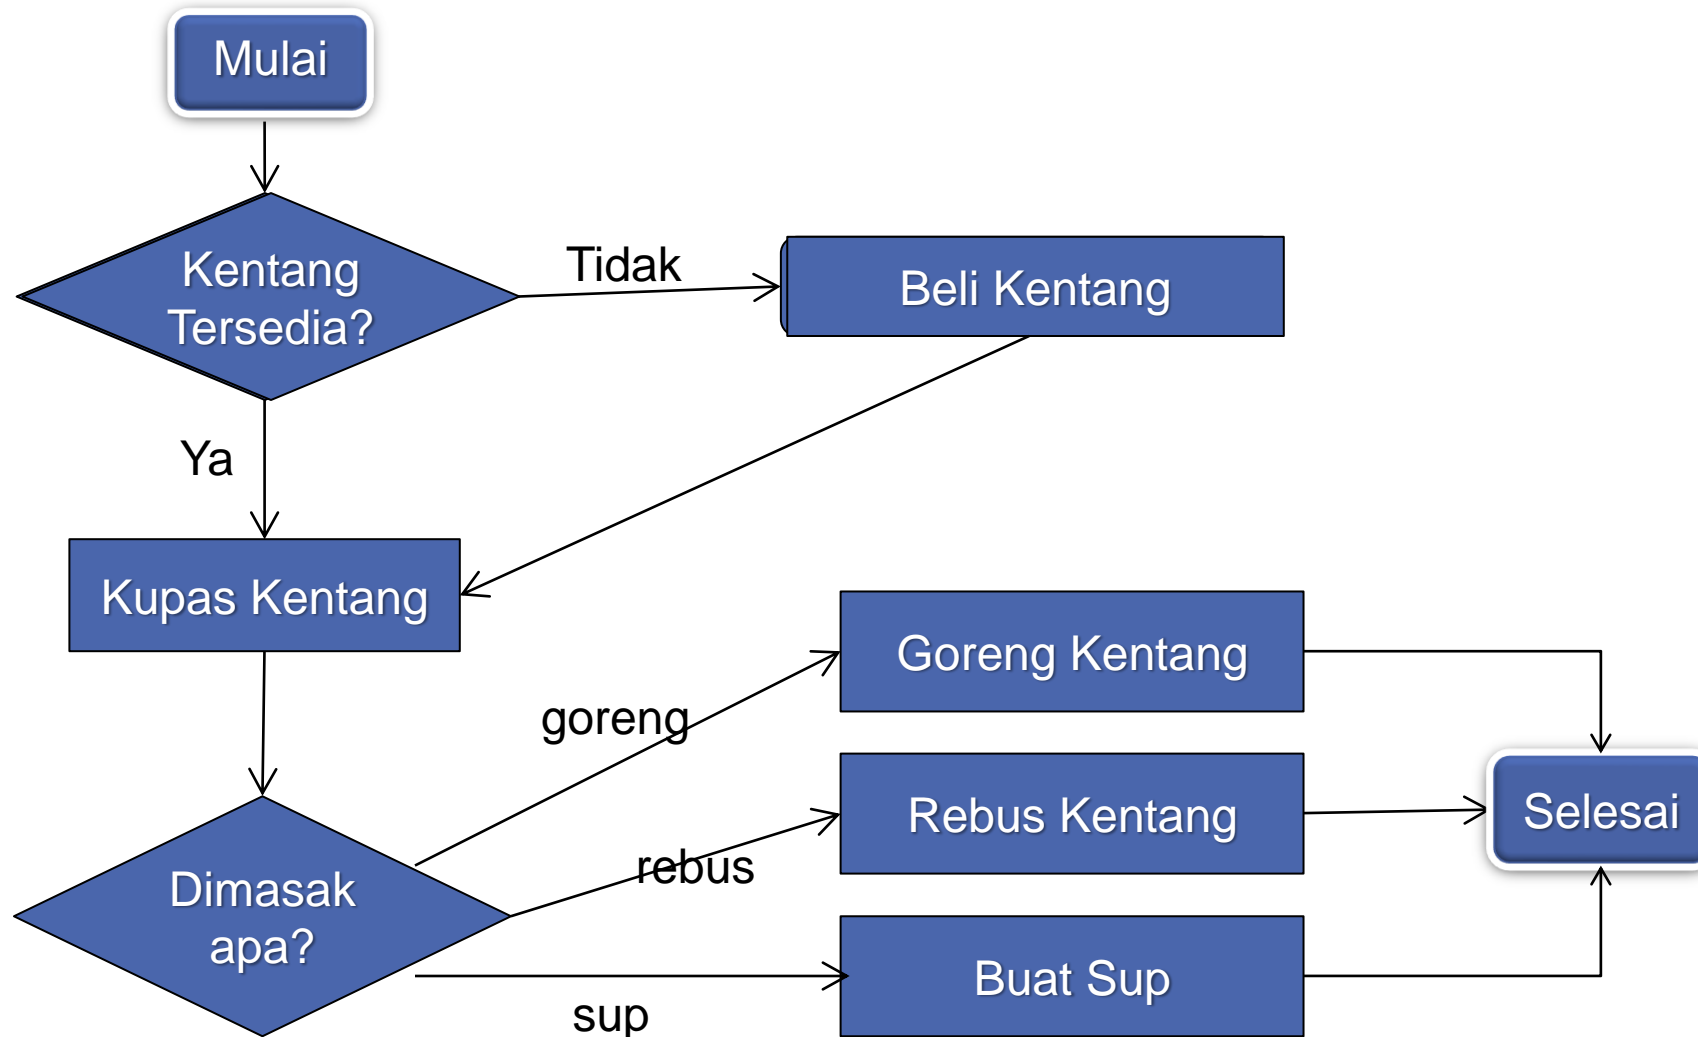 Mulai
Kentang
Tersedia?
Tidak
Beli Kentang
Ya
Kupas Kentang
goreng
Goreng Kentang
rebus
Rebus Kentang
Selesai
Dimasak
apa?
sup
Buat Sup